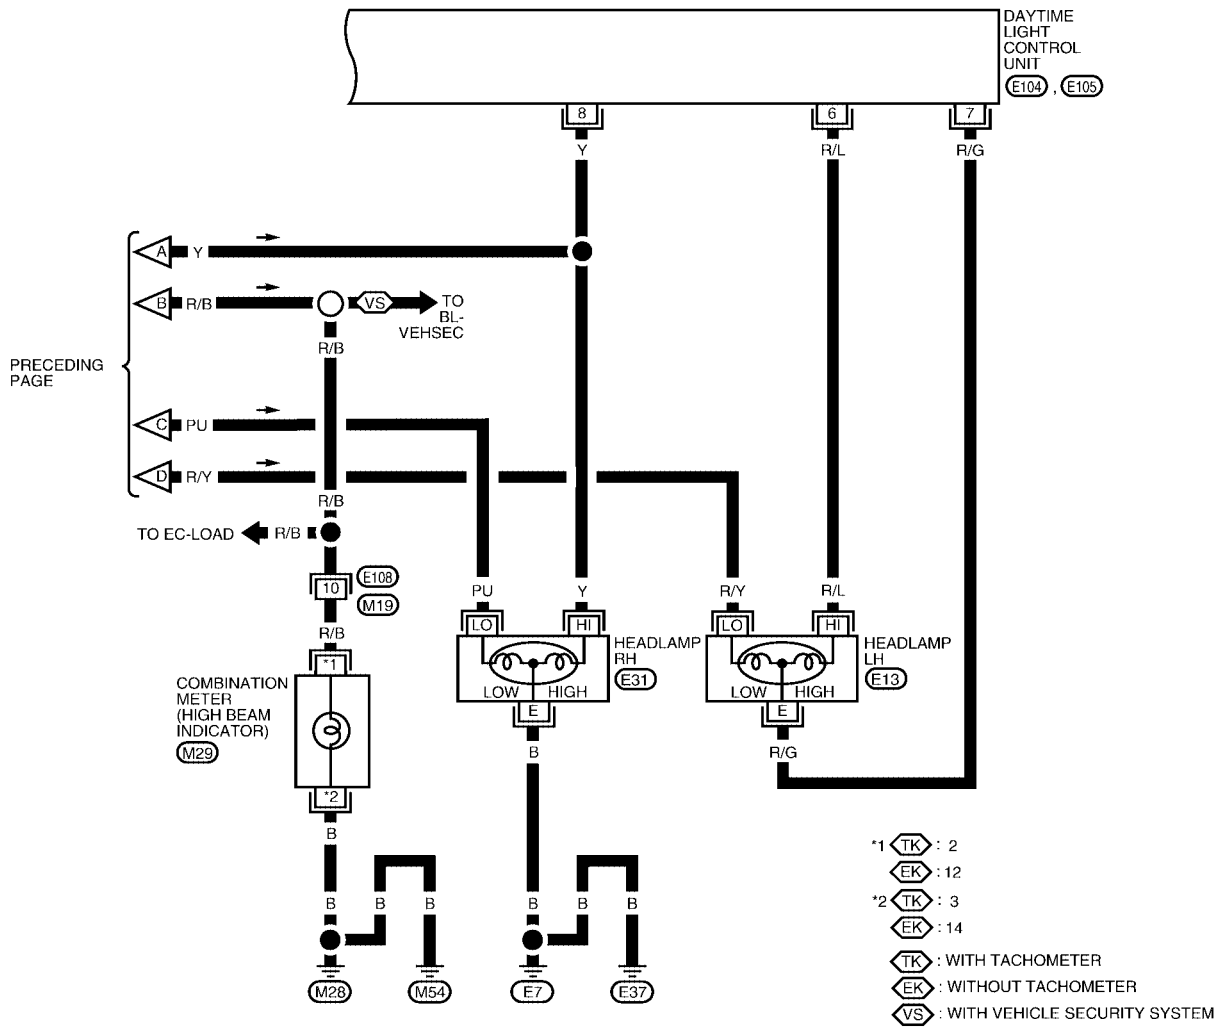 DAYTIME
LIGHT
CONTROL
UNIT
E104 , E105
8
6
7
Y
R/L
R/G
A Y
B R/B
VS
TO
BL-
VEHSEC
R/B
PRECEDING
PAGE
C PU
D R/Y
R/B
TO EC-LOAD R/B
10
E108
M19
PU
Y
R/Y
R/L
R/B
LO
HI
HEADLAMP
RH
E31
LOW HIGH
E
LO
HI
HEADLAMP
LH
E13
LOW HIGH
E
*1
COMBINATION
METER
(HIGH BEAM
INDICATOR)
M29
*2
B
B
R/G
B
B
B
B
B
B
M28
M54
E7
E37
*1 TK : 2
EK : 12
*2 TK : 3
EK : 14
TK : WITH TACHOMETER
EK : WITHOUT TACHOMETER
VS : WITH VEHICLE SECURITY SYSTEM